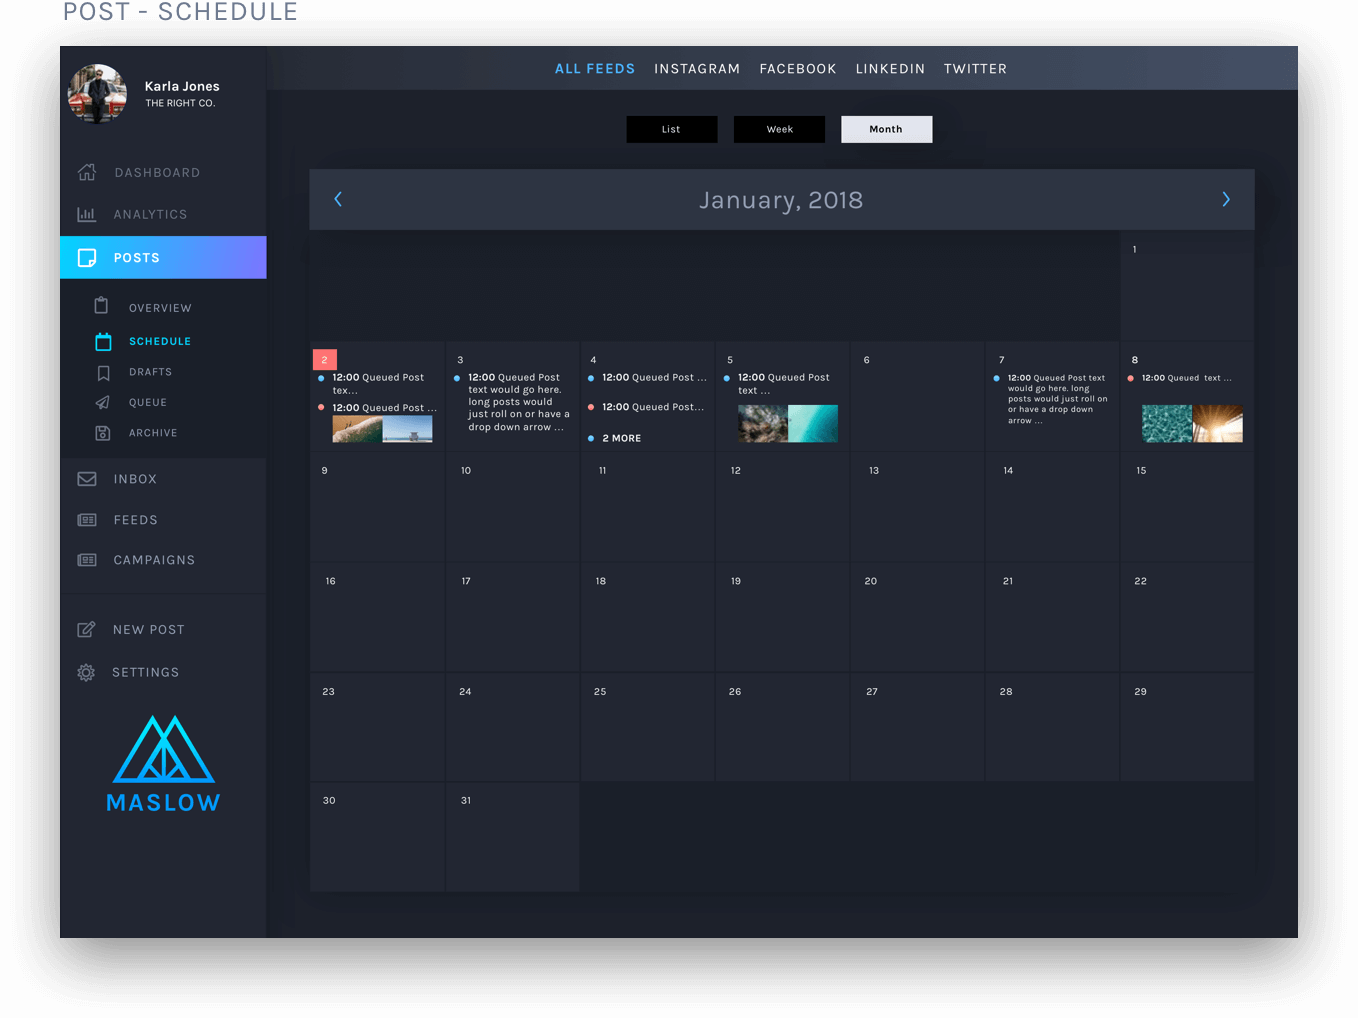 POST - SCHEDULE
Karla Jones
THE RIGHT CO.
DASHBOARD
ANALYTICS
POSTS
OVERVIEW
SCHEDULE
DRAFTS
QUEUE
ARCHIVE
INBOX
FEEDS
CAMPAIGNS
NEW POST
SETTINGS
MASLOW
ALL FEEDS INSTAGRAM FACEBOOK LINKEDIN TWITTER
List Week Month
January, 2018
1
2
12:00 Queued Post
tex...
12:00 Queued Post ...
3
12:00 Queued Post
text would go here.
long posts would
just roll on or have a
drop down arrow ...
4
12:00 Queued Post ...
12:00 Queued Post...
2 MORE
5
12:00 Queued Post
text ...
6
7
12:00 Queued Post text
would go here. long
posts would just roll on
or have a drop down
arrow ...
8
12:00 Queued text ...
9 10 11 12 13 14 15
16 17 18 19 20 21 22
23 24 25 26 27 28 29
30 31